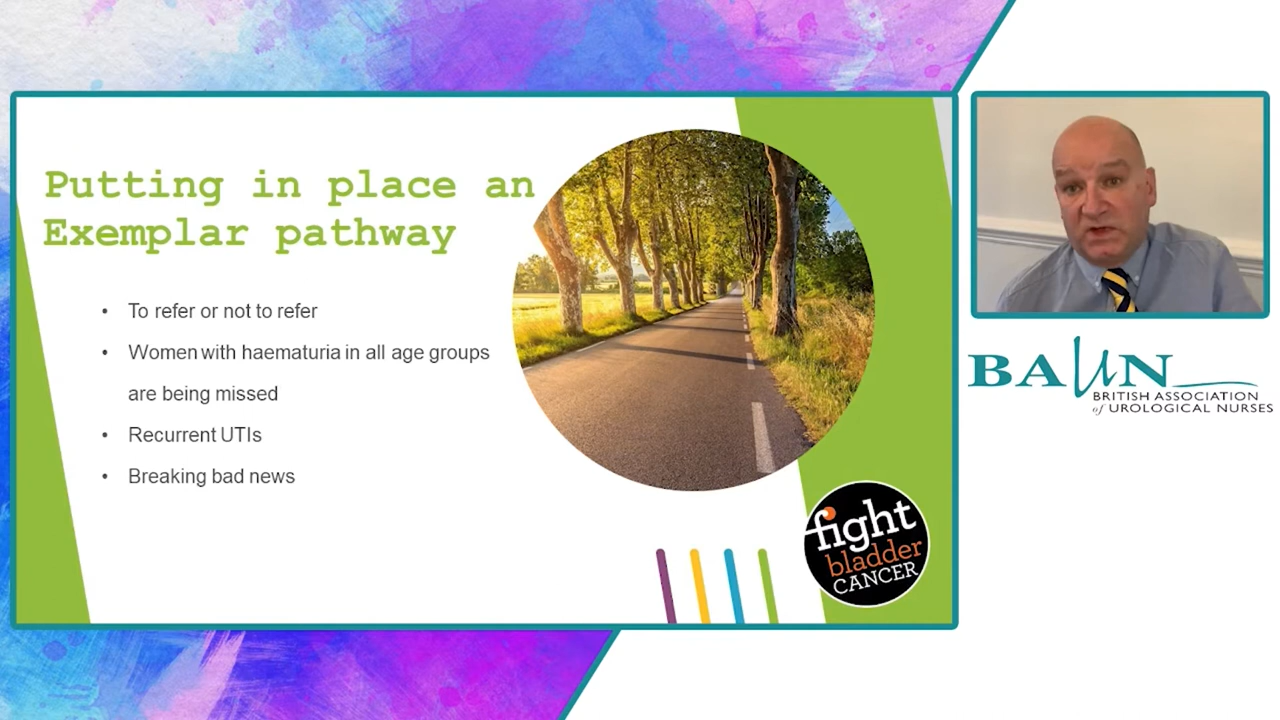 Putting in place an
Exemplar pathway
• To refer or not to refer
• Women with haematuria in all age groups
are being missed
• Recurrent UTIs
• Breaking bad news
fight
bladder
CANCER
BAUN
BRITISH ASSOCIATION
of UROLOGICAL NURSES